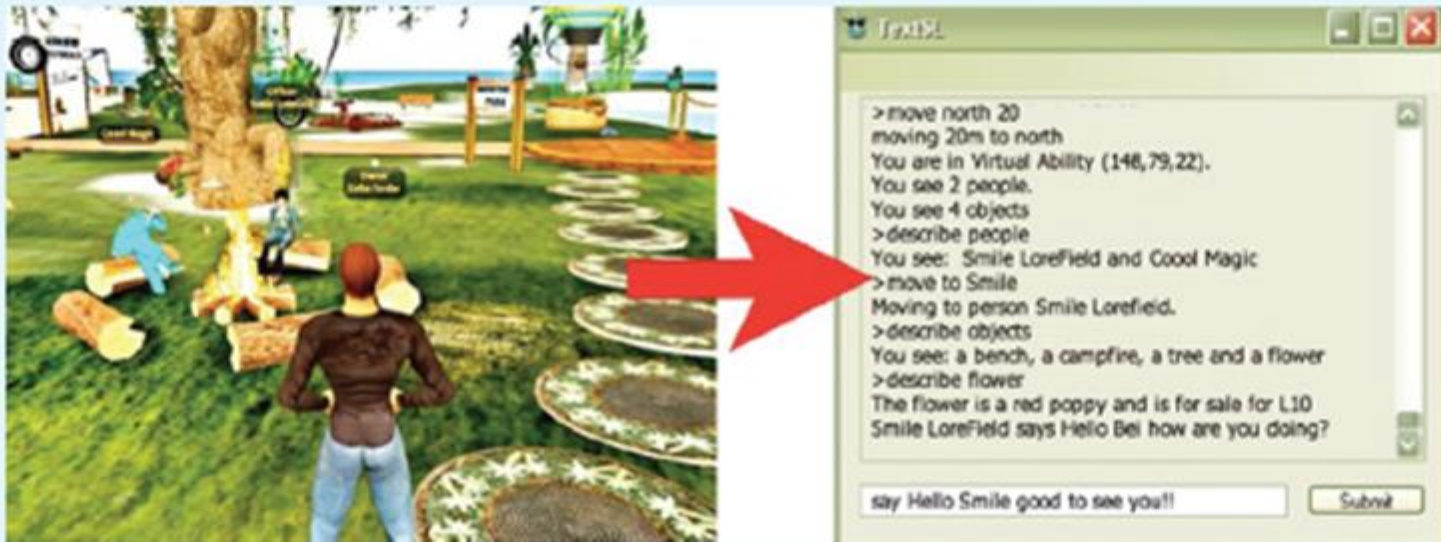 Coool Magic
TextSL
>move north 20
moving 20m to north
You are in Virtual Ability (148,79,22).
You see 2 people.
You see 4 objects
>describe people
You see: Smile LoreField and Coool Magic
>move to Smile
Moving to person Smile Lorefield.
>describe objects
You see: a bench, a campfire, a tree and a flower
>describe flower
The flower is a red poppy and is for sale for L10
Smile LoreField says Hello Bei how are you doing?
say Hello Smile good to see you!!
Submit